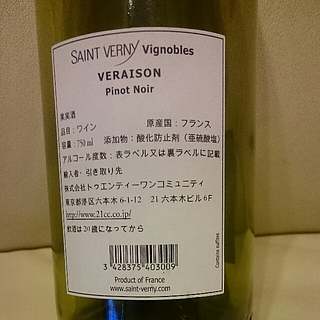 SAINT VERNY Vignobles
VERAISON
Pinot Noir
果実酒
品目：ワイン 原産国：フランス
容量：750ml 添加物：酸化防止剤（亜硫酸塩）
アルコール度数：表ラベル又は裏ラベルに記載
輸入者・引き取り先
株式会社トゥエンティーワンコミュニティ
東京都港区六本木6-1-12 21六本木ビル6F
http://www.21cc.co.jp/
飲酒は20歳になってから
3 428375 403009
Product of France
www.saint-verny.com
Contains sulfites